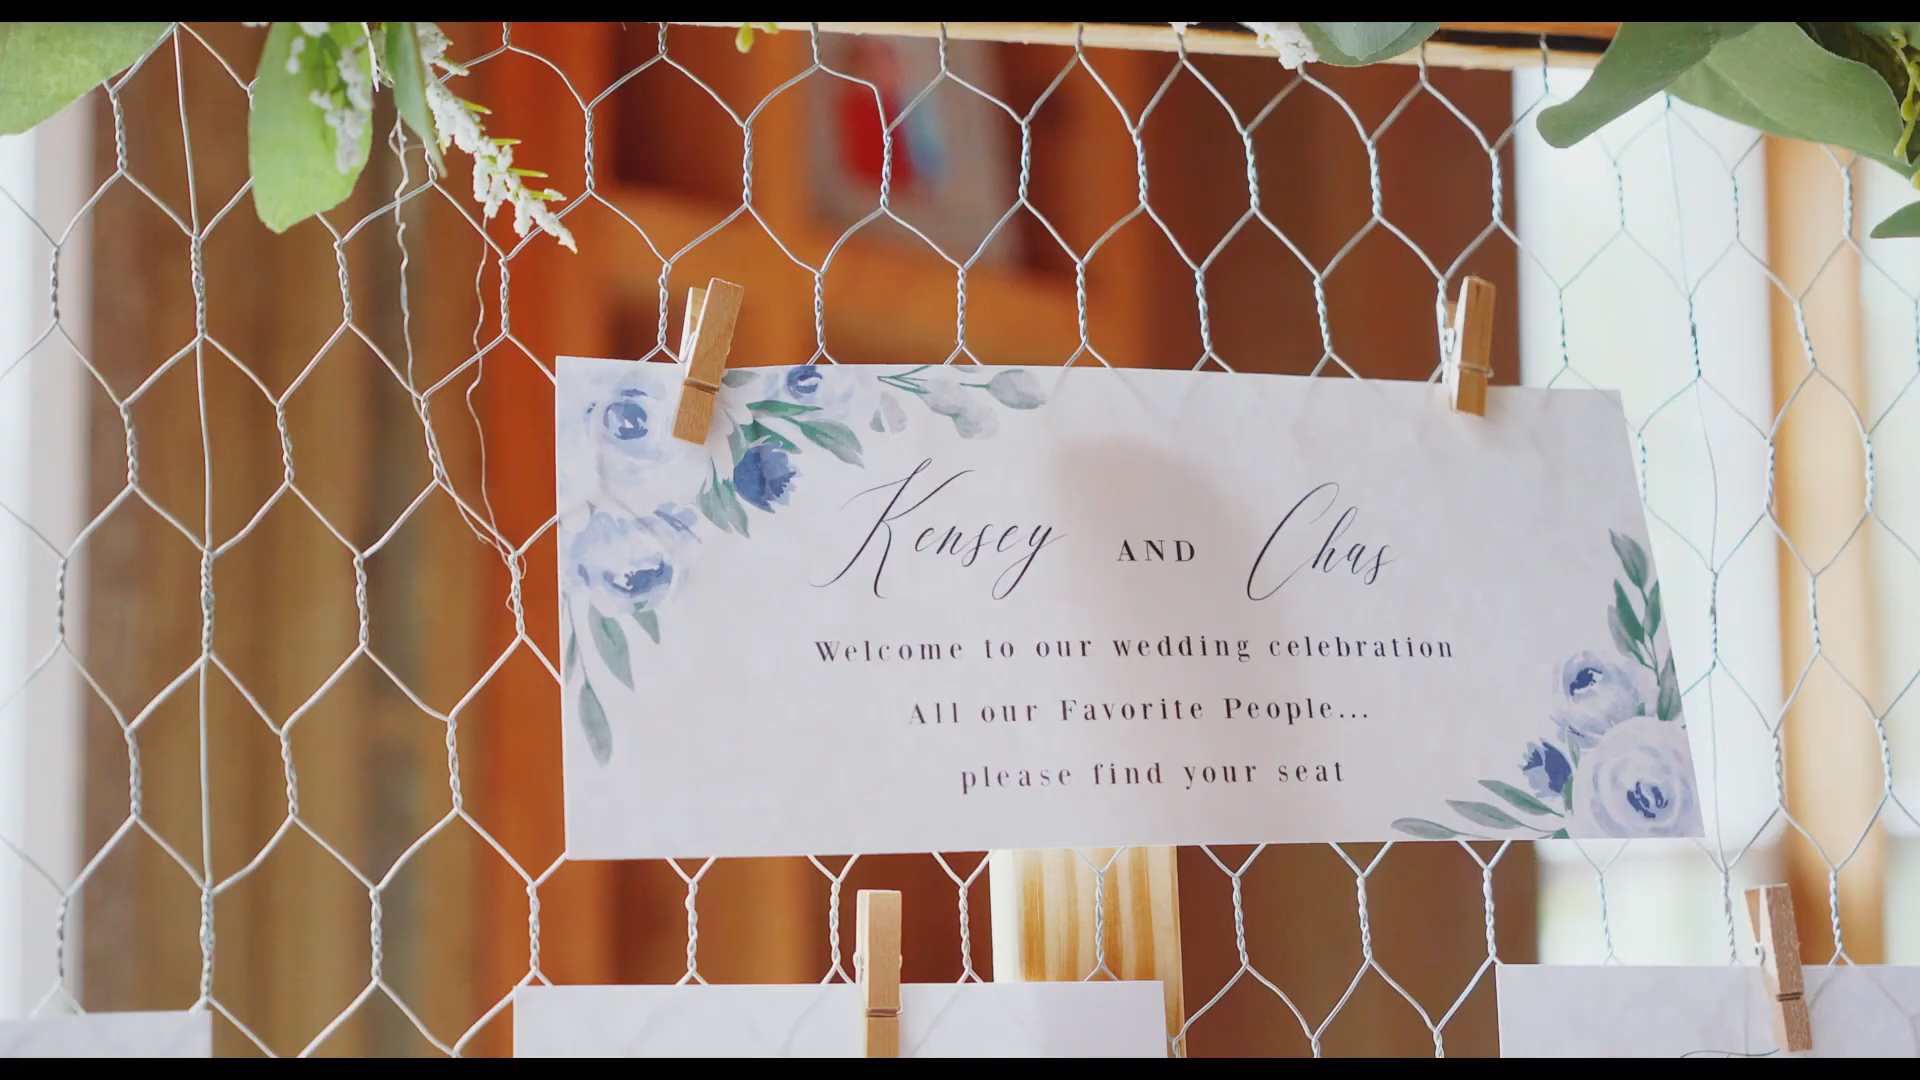 Kensey AND Chas
Welcome to our wedding celebration
All our Favorite People...
please find your seat